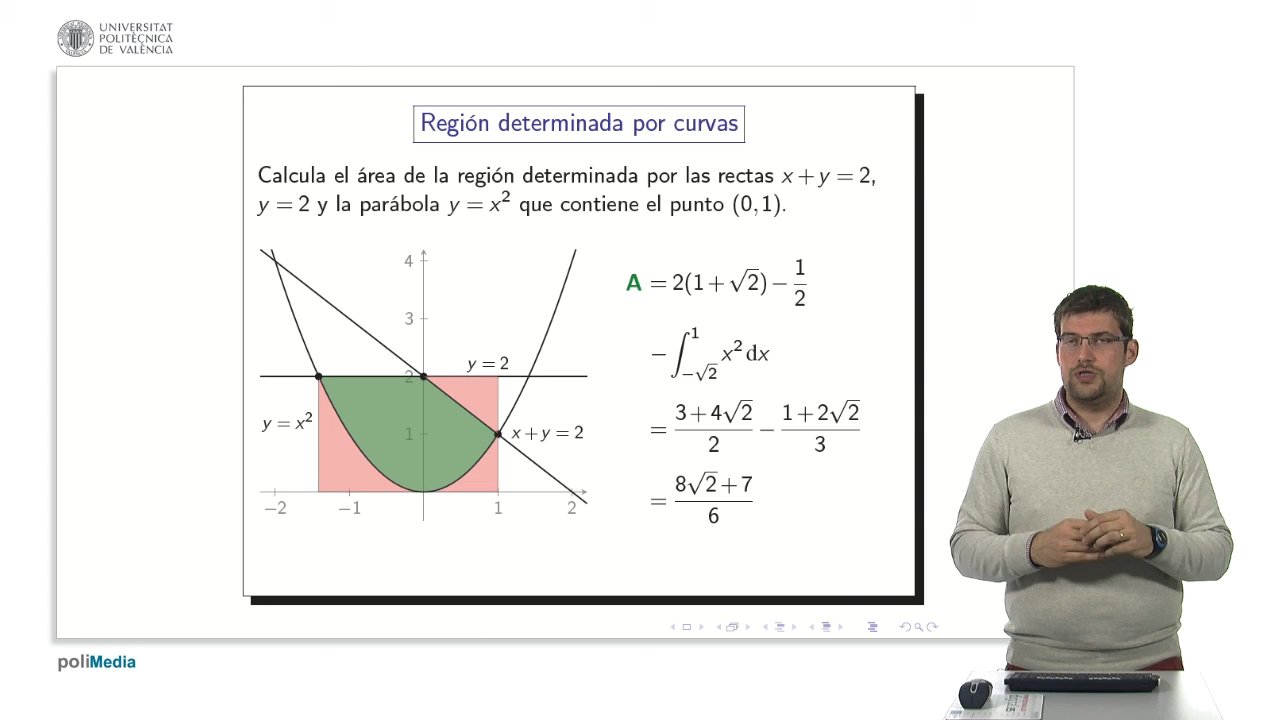 UNIVERSITAT
POLITÈCNICA
DE VALÈNCIA
Región determinada por curvas
Calcula el área de la región determinada por las rectas x + y = 2,
y = 2 y la parábola y = x² que contiene el punto (0, 1).
4
3
2
1
−2
−1
1
2
y = 2
y = x²
x + y = 2
A = 2(1 + √2) − 1/2
− ∫_{−√2}^{1} x² dx
= (3 + 4√2)/2 − (1 + 2√2)/3
= (8√2 + 7)/6
poliMedia